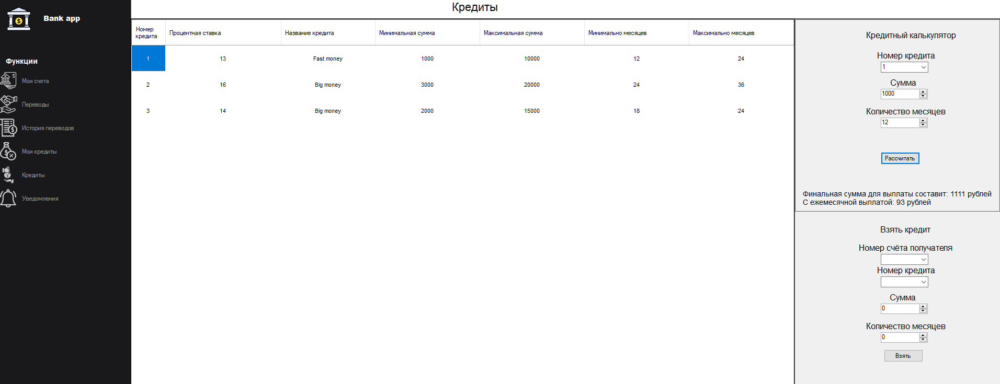 Bank app
Функции
Мои счета
Переводы
История переводов
Мои кредиты
Кредиты
Уведомления
Кредиты
Номер кредита Процентная ставка Название кредита Минимальная сумма Максимальная сумма Минимально месяцев Максимально месяцев
1 13 Fast money 1000 10000 12 24
2 16 Big money 3000 20000 24 36
3 14 Big money 2000 15000 18 24
Кредитный калькулятор
Номер кредита
1
Сумма
1000
Количество месяцев
12
Рассчитать
Финальная сумма для выплаты составит: 1111 рублей
С ежемесячной выплатой: 93 рублей
Взять кредит
Номер счёта получателя
Номер кредита
Сумма
0
Количество месяцев
0
Взять